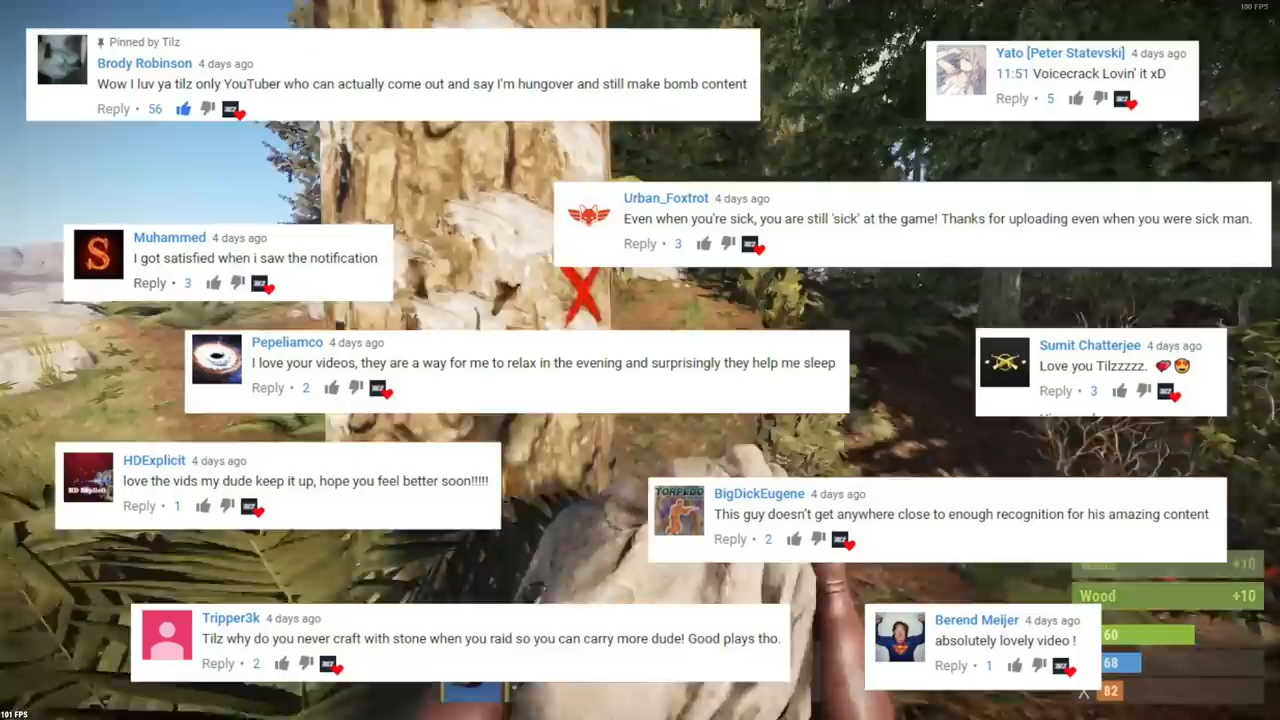 100 FPS
Pinned by Tilz
Brody Robinson 4 days ago
Wow I luv ya tilz only YouTuber who can actually come out and say I'm hungover and still make bomb content
Reply • 56
Yato [Peter Statevski] 4 days ago
11:51 Voicecrack Lovin' it xD
Reply • 5
Urban_Foxtrot 4 days ago
Even when you're sick, you are still 'sick' at the game! Thanks for uploading even when you were sick man.
Reply • 3
Muhammed 4 days ago
I got satisfied when i saw the notification
Reply • 3
Pepeliamco 4 days ago
I love your videos, they are a way for me to relax in the evening and surprisingly they help me sleep
Reply • 2
Sumit Chatterjee 4 days ago
Love you Tilzzzzz. 💕😍
Reply • 3
HDExplicit 4 days ago
love the vids my dude keep it up, hope you feel better soon!!!!!
Reply • 1
HD Explicit
TORPEDO
BigDickEugene 4 days ago
This guy doesn't get anywhere close to enough recognition for his amazing content
Reply • 2
+10
Wood +10
Tripper3k 4 days ago
Tilz why do you never craft with stone when you raid so you can carry more dude! Good plays tho.
Reply • 2
Berend Meijer 4 days ago
absolutely lovely video !
Reply • 1
60
68
82
101 FPS